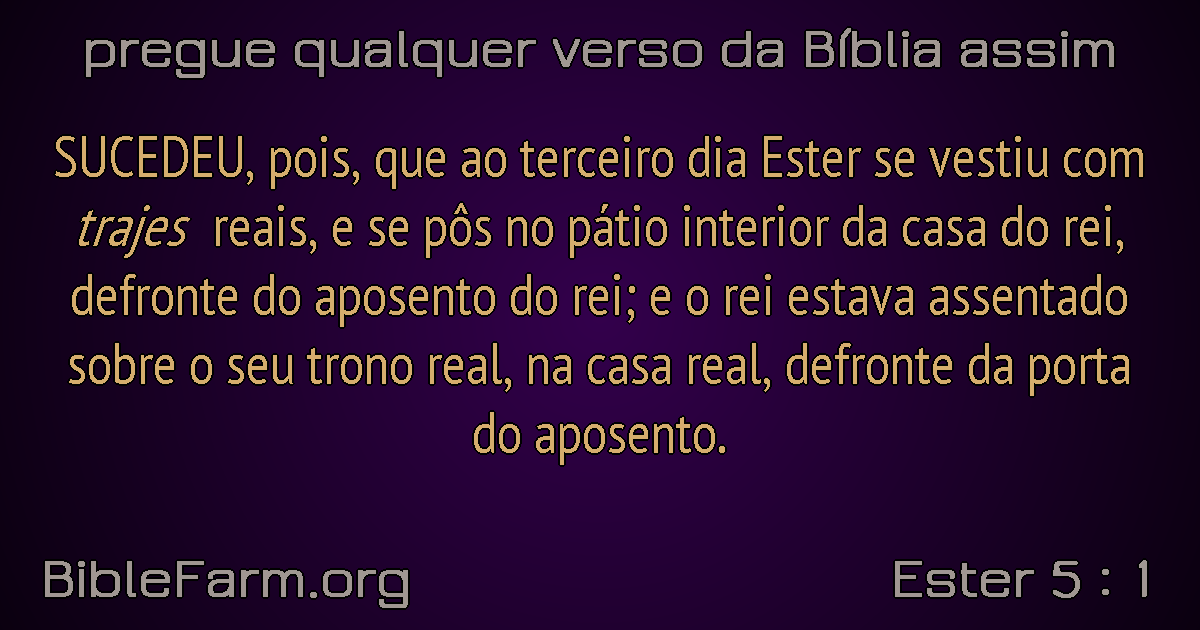 pregue qualquer verso da Bíblia assim
SUCEDEU, pois, que ao terceiro dia Ester se vestiu com
trajes reais, e se pôs no pátio interior da casa do rei,
defronte do aposento do rei; e o rei estava assentado
sobre o seu trono real, na casa real, defronte da porta
do aposento.
BibleFarm.org
Ester 5 : 1